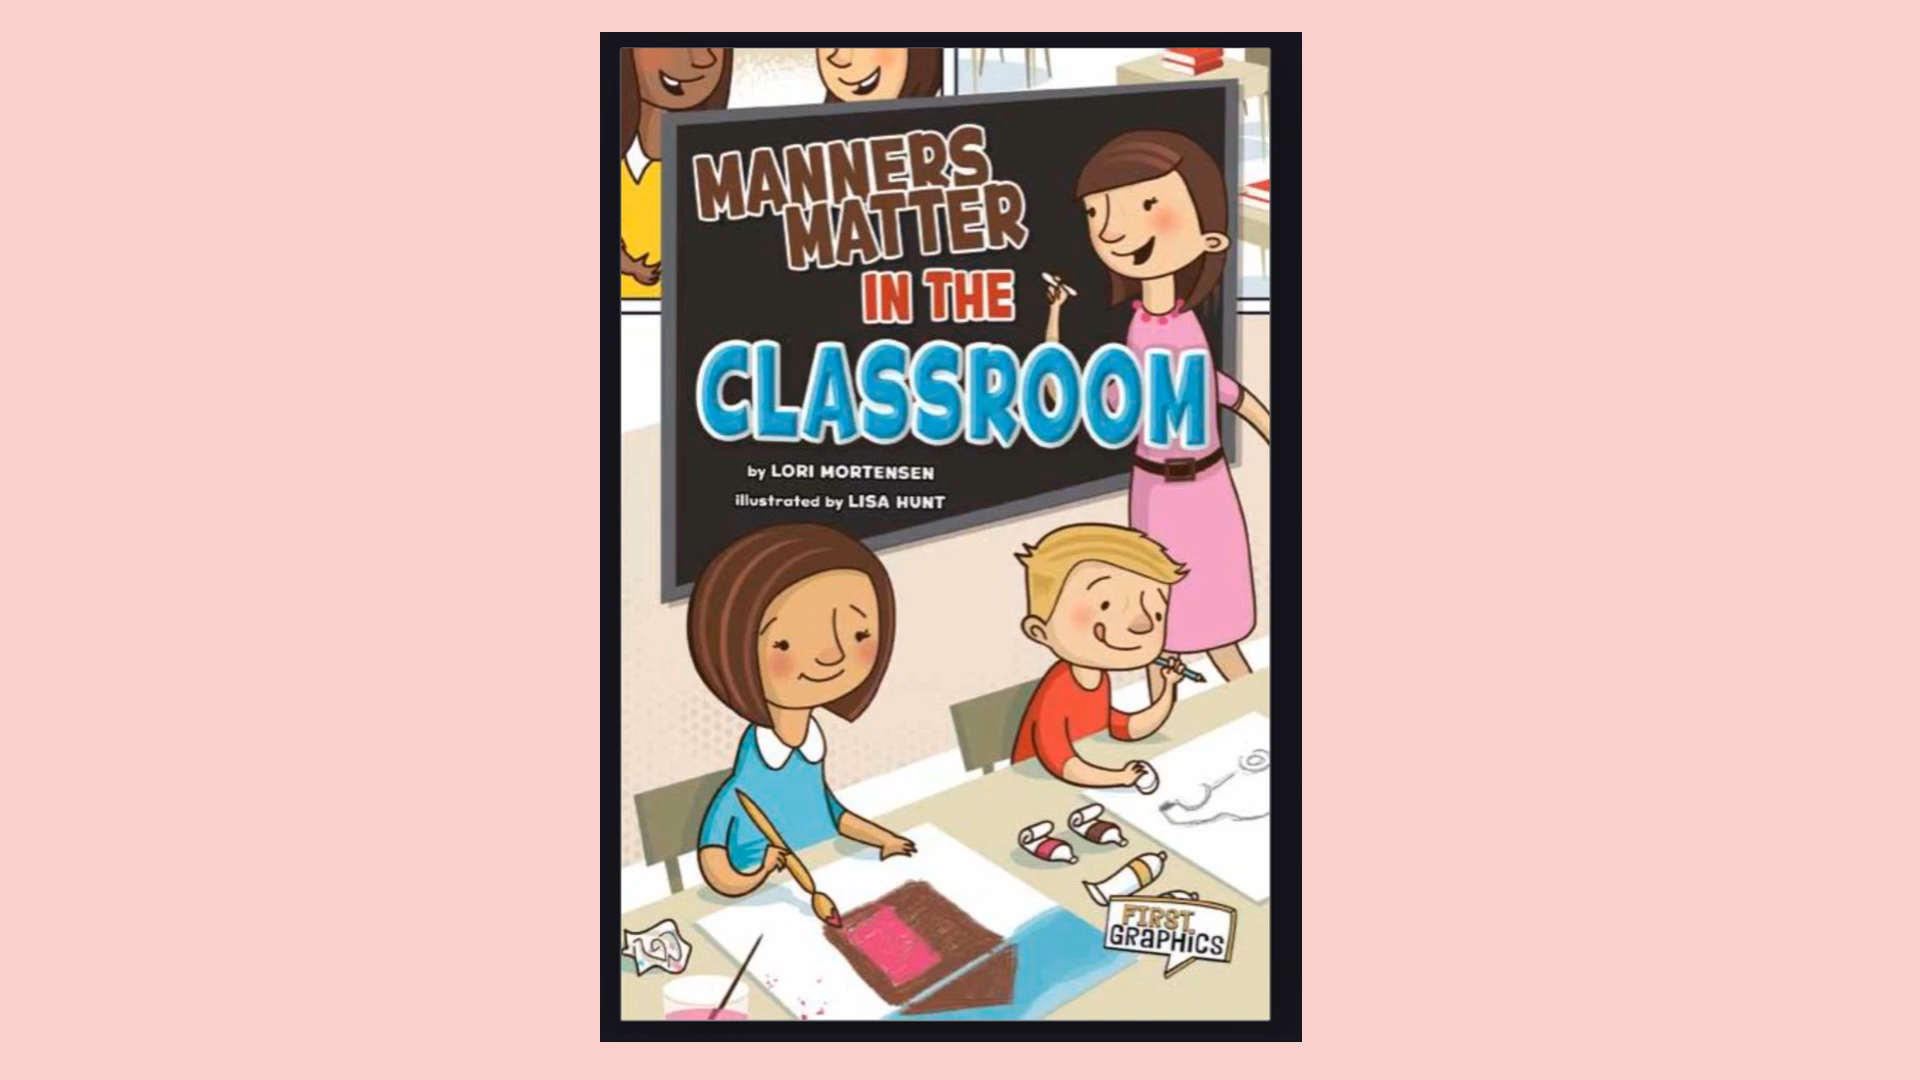 MANNERS
MATTER
IN THE
CLASSROOM
by LORI MORTENSEN
illustrated by LISA HUNT
FIRST
GRAPHICS